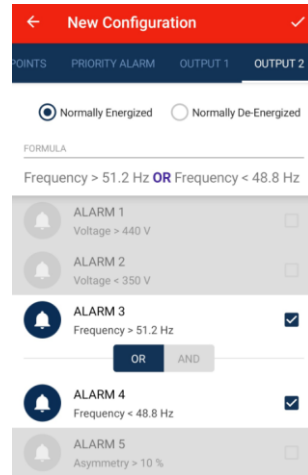 New Configuration
POINTS PRIORITY ALARM OUTPUT 1 OUTPUT 2
Normally Energized Normally De-Energized
FORMULA
Frequency > 51.2 Hz OR Frequency < 48.8 Hz
ALARM 1
Voltage > 440 V
ALARM 2
Voltage < 350 V
ALARM 3
Frequency > 51.2 Hz
OR AND
ALARM 4
Frequency < 48.8 Hz
ALARM 5
Asymmetry > 10 %